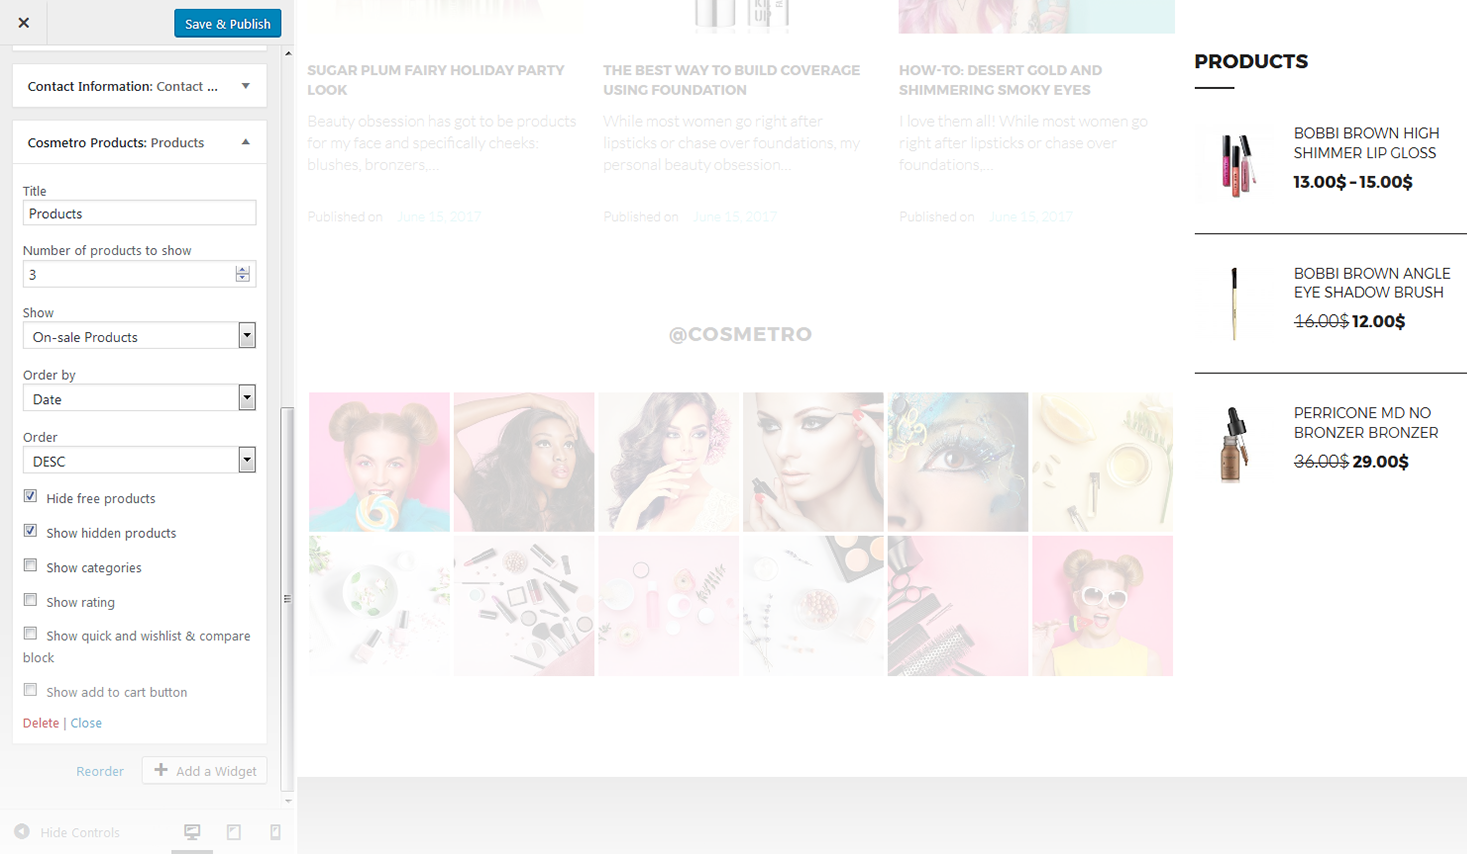 ✕
Save & Publish
Contact Information: Contact ...
Cosmetro Products: Products
Title
Products
Number of products to show
3
Show
On-sale Products
Order by
Date
Order
DESC
Hide free products
Show hidden products
Show categories
Show rating
Show quick and wishlist & compare
block
Show add to cart button
Delete | Close
Reorder
Add a Widget
Hide Controls
SUGAR PLUM FAIRY HOLIDAY PARTY
LOOK
Beauty obsession has got to be products
for my face and specifically cheeks:
blushes, bronzers,...
Published on June 15, 2017
UP
THE BEST WAY TO BUILD COVERAGE
USING FOUNDATION
While most women go right after
lipsticks or chase over foundations, my
personal beauty obsession...
Published on June 15, 2017
HOW-TO: DESERT GOLD AND
SHIMMERING SMOKY EYES
I love them all! While most women go
right after lipsticks or chase over
foundations,...
Published on June 15, 2017
@COSMETRO
PRODUCTS
BOBBI BROWN HIGH
SHIMMER LIP GLOSS
13.00$ – 15.00$
BOBBI BROWN ANGLE
EYE SHADOW BRUSH
16.00$ 12.00$
PERRICONE MD NO
BRONZER BRONZER
36.00$ 29.00$